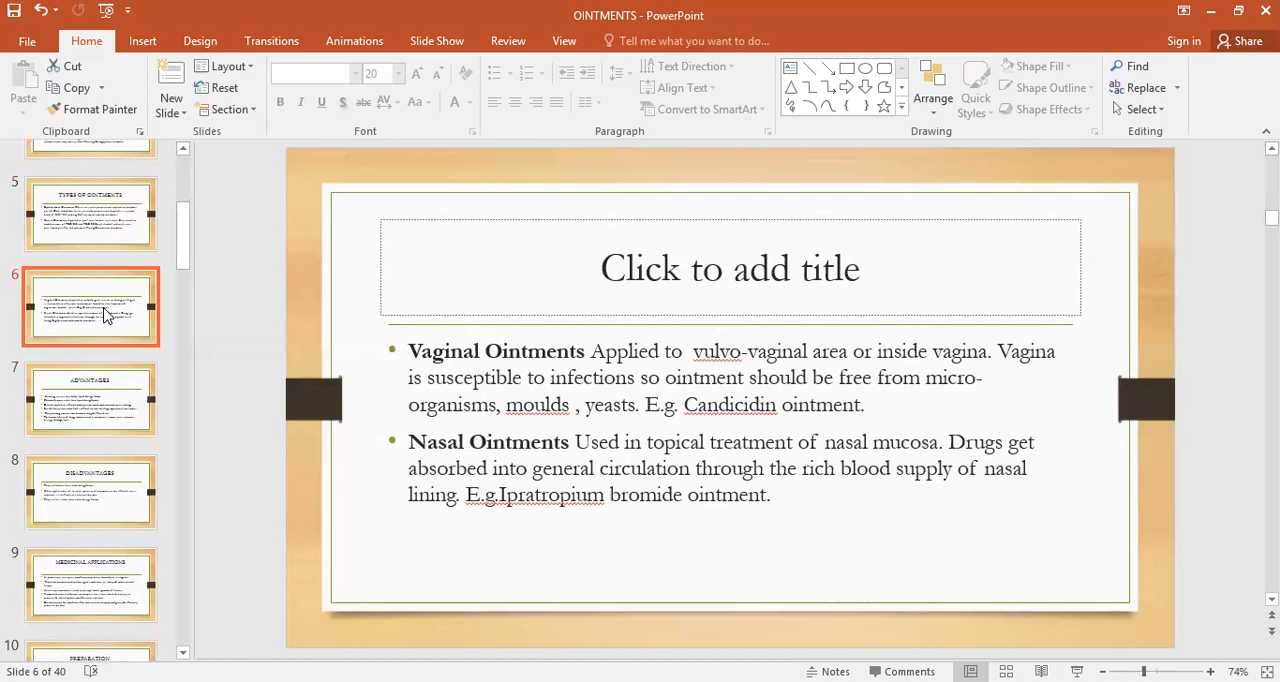 OINTMENTS - PowerPoint
File Home Insert Design Transitions Animations Slide Show Review View Tell me what you want to do... Sign in Share
Paste
Cut
Copy
Format Painter
Clipboard
New
Slide
Layout
Reset
Section
Slides
20
B I U S abc AV Aa A
Font
Text Direction
Align Text
Convert to SmartArt
Paragraph
Arrange
Quick
Styles
Shape Fill
Shape Outline
Shape Effects
Drawing
Find
Replace
Select
Editing
5
TYPES OF OINTMENTS
6
7
ADVANTAGES
8
DISADVANTAGES
9
MEDICINAL APPLICATIONS
10
PREPARATION
Click to add title
• Vaginal Ointments Applied to vulvo-vaginal area or inside vagina. Vagina
is susceptible to infections so ointment should be free from micro-
organisms, moulds , yeasts. E.g. Candicidin ointment.
• Nasal Ointments Used in topical treatment of nasal mucosa. Drugs get
absorbed into general circulation through the rich blood supply of nasal
lining. E.g.Ipratropium bromide ointment.
Slide 6 of 40
Notes
Comments
74%